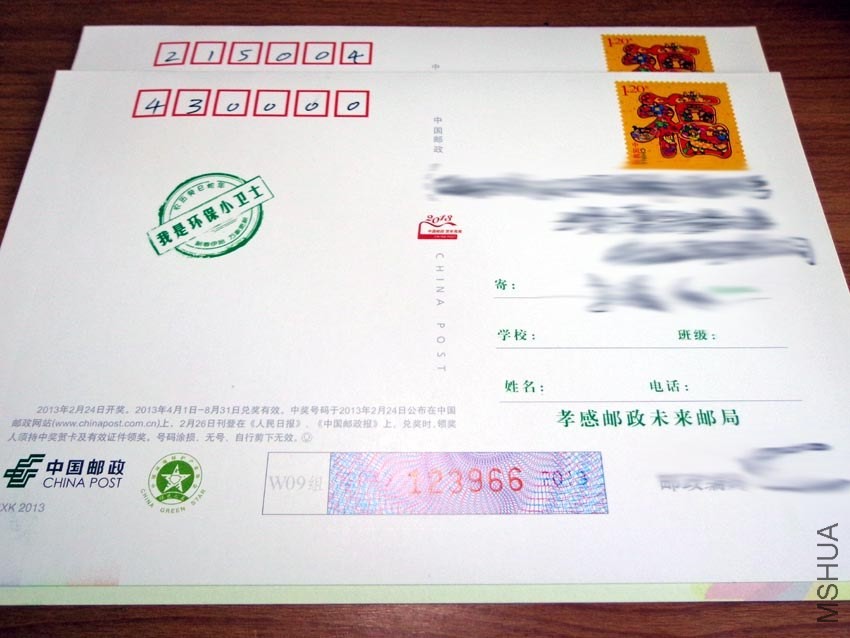 215004
1.20
中
430000
1.20
中国邮政
我是环保小卫士
2013
CHINA POST
寄：
学校： 班级：
姓名： 电话：
孝感邮政未来邮局
2013年2月24日开奖。2013年4月1日-8月31日兑奖有效。中奖号码于2013年2月24日公布在中国
邮政网站(www.chinapost.com.cn)上，2月26日刊登在《人民日报》、《中国邮政报》上，兑奖时，领奖
人须持中奖贺卡及有效证件领奖。号码涂损、无号、自行剪下无效。
中国邮政
CHINA POST
CHINA GREEN STAR
XK 2013
W09组
123966
2013
MSHUA